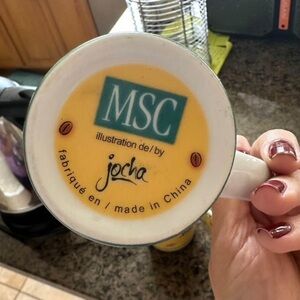 MSC
illustration de/by
jocha
fabriqué en / made in China